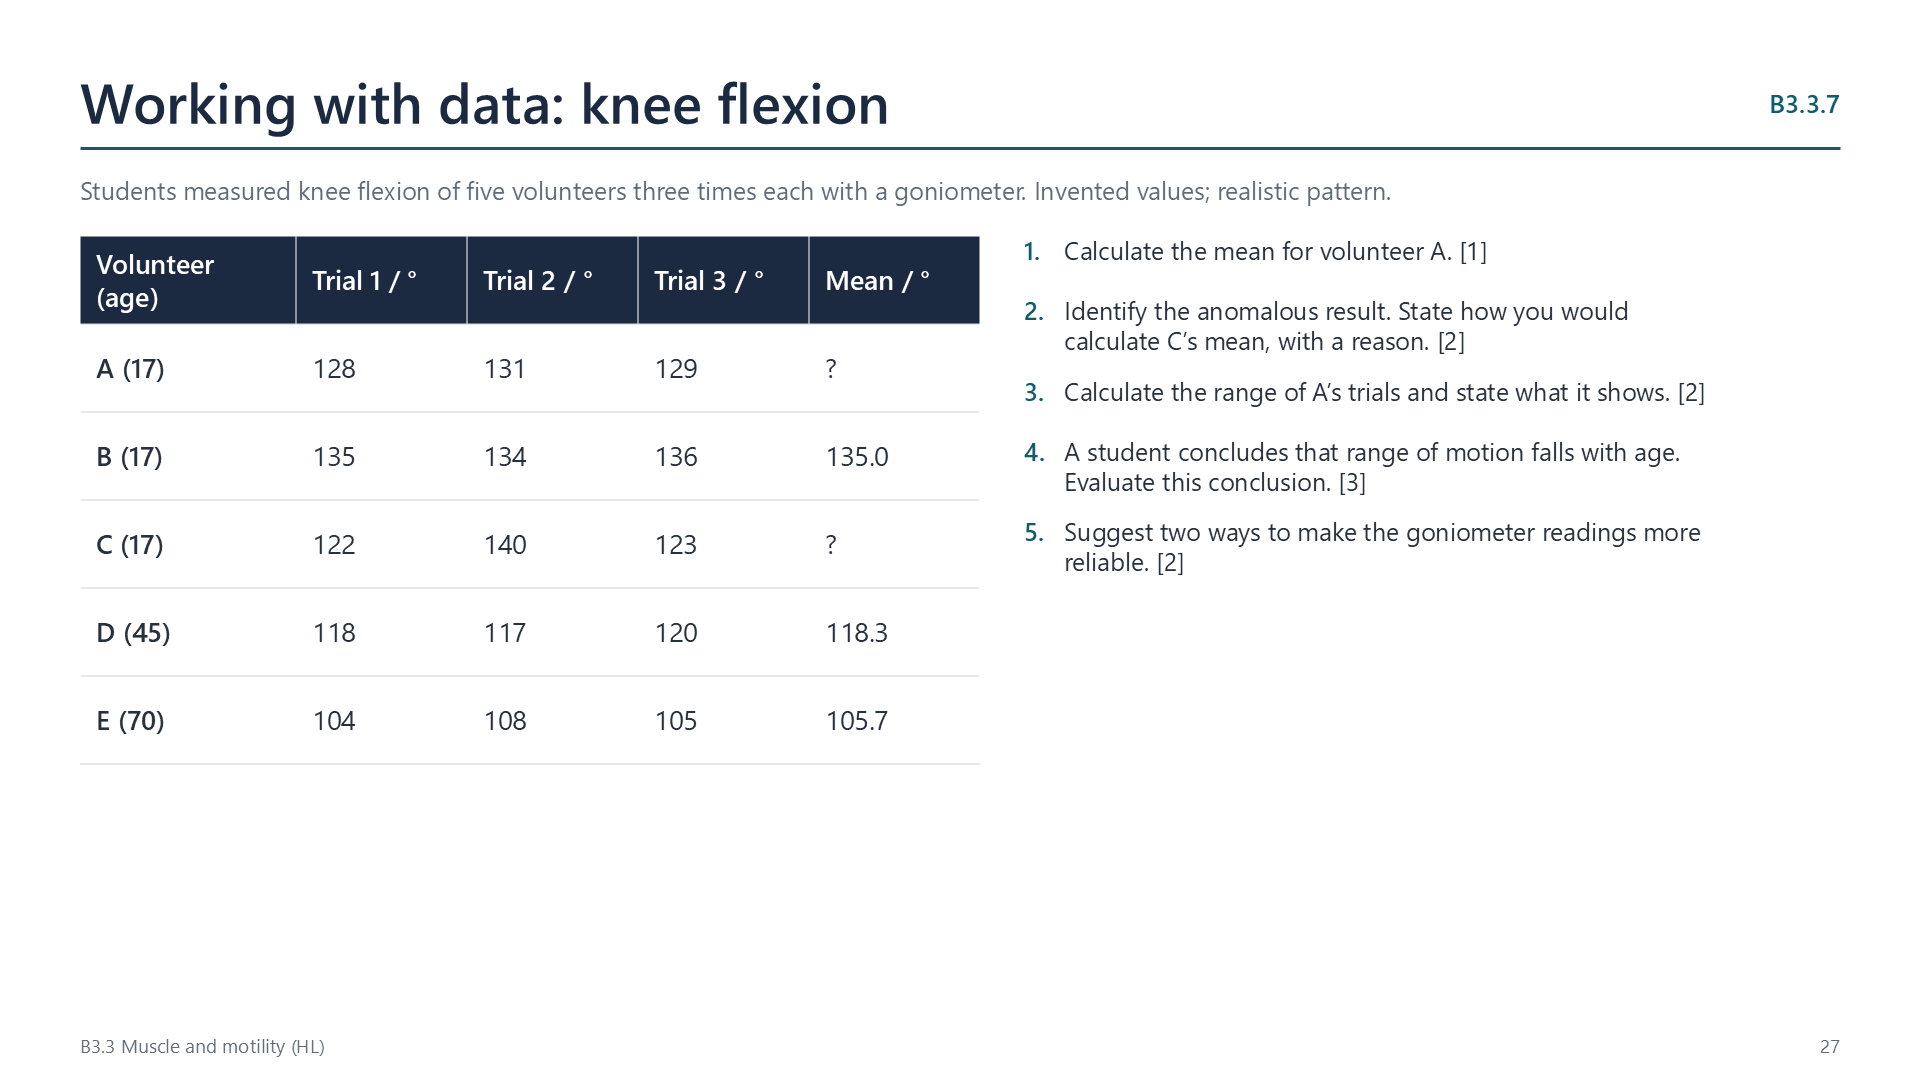 Working with data: knee flexion
B3.3.7
Students measured knee flexion of five volunteers three times each with a goniometer. Invented values; realistic pattern.
Volunteer (age) Trial 1 / ° Trial 2 / ° Trial 3 / ° Mean / °
A (17) 128 131 129 ?
B (17) 135 134 136 135.0
C (17) 122 140 123 ?
D (45) 118 117 120 118.3
E (70) 104 108 105 105.7
1. Calculate the mean for volunteer A. [1]
2. Identify the anomalous result. State how you would
calculate C’s mean, with a reason. [2]
3. Calculate the range of A’s trials and state what it shows. [2]
4. A student concludes that range of motion falls with age.
Evaluate this conclusion. [3]
5. Suggest two ways to make the goniometer readings more
reliable. [2]
B3.3 Muscle and motility (HL)
27